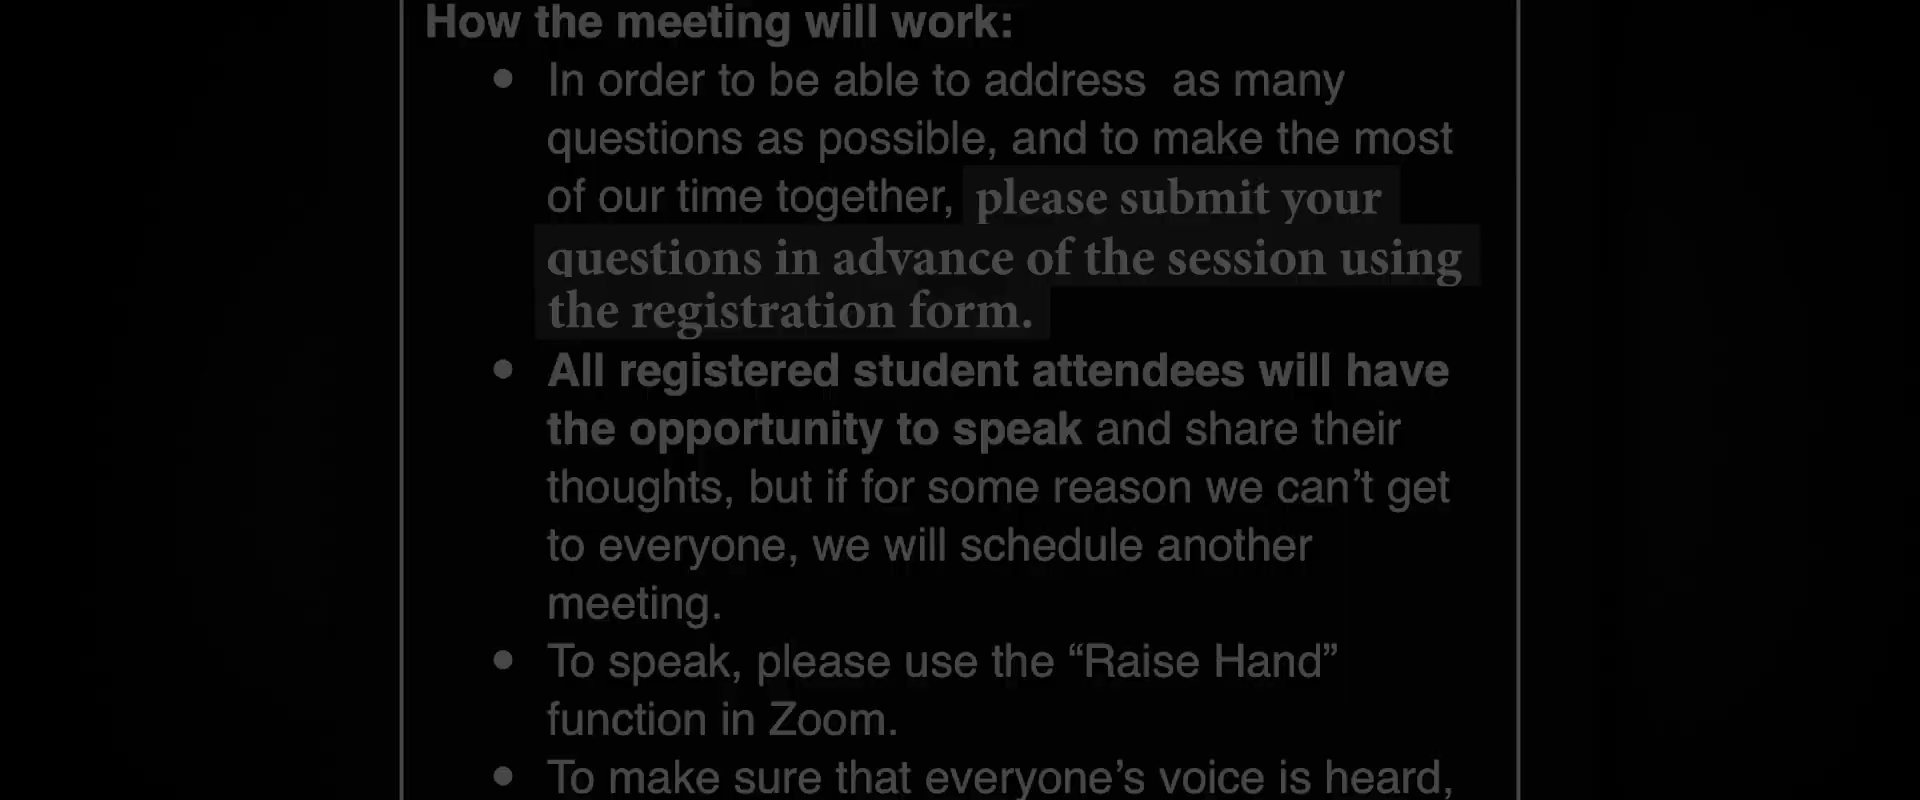 How the meeting will work:
• In order to be able to address  as many
questions as possible, and to make the most
of our time together, please submit your
questions in advance of the session using
the registration form.
• All registered student attendees will have
the opportunity to speak and share their
thoughts, but if for some reason we can’t get
to everyone, we will schedule another
meeting.
• To speak, please use the “Raise Hand”
function in Zoom.
• To make sure that everyone’s voice is heard,